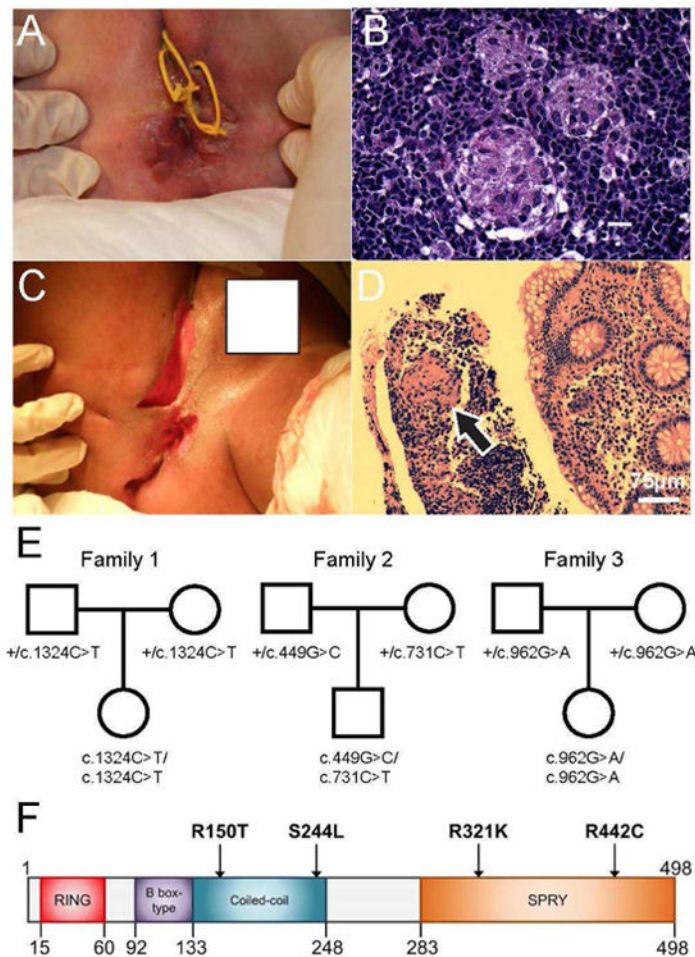 A
B
C
D
75µm
E
Family 1
Family 2
Family 3
+/c.1324C>T
+/c.1324C>T
+/c.449G>C
+/c.731C>T
+/c.962G>A
+/c.962G>A
c.1324C>T/
c.1324C>T
c.449G>C/
c.731C>T
c.962G>A/
c.962G>A
F
R150T
S244L
R321K
R442C
1
498
RING
B box-
type
Coiled-coil
SPRY
15
60
92
133
248
283
498